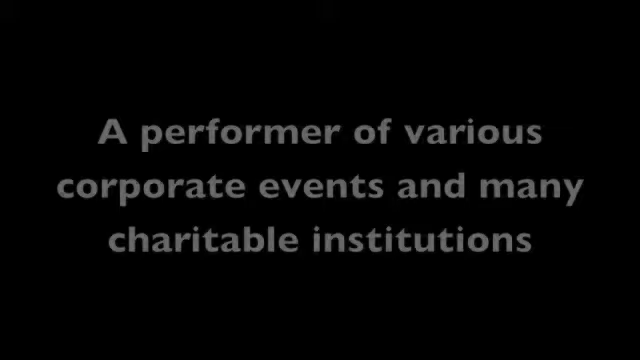 A performer of various
corporate events and many
charitable institutions